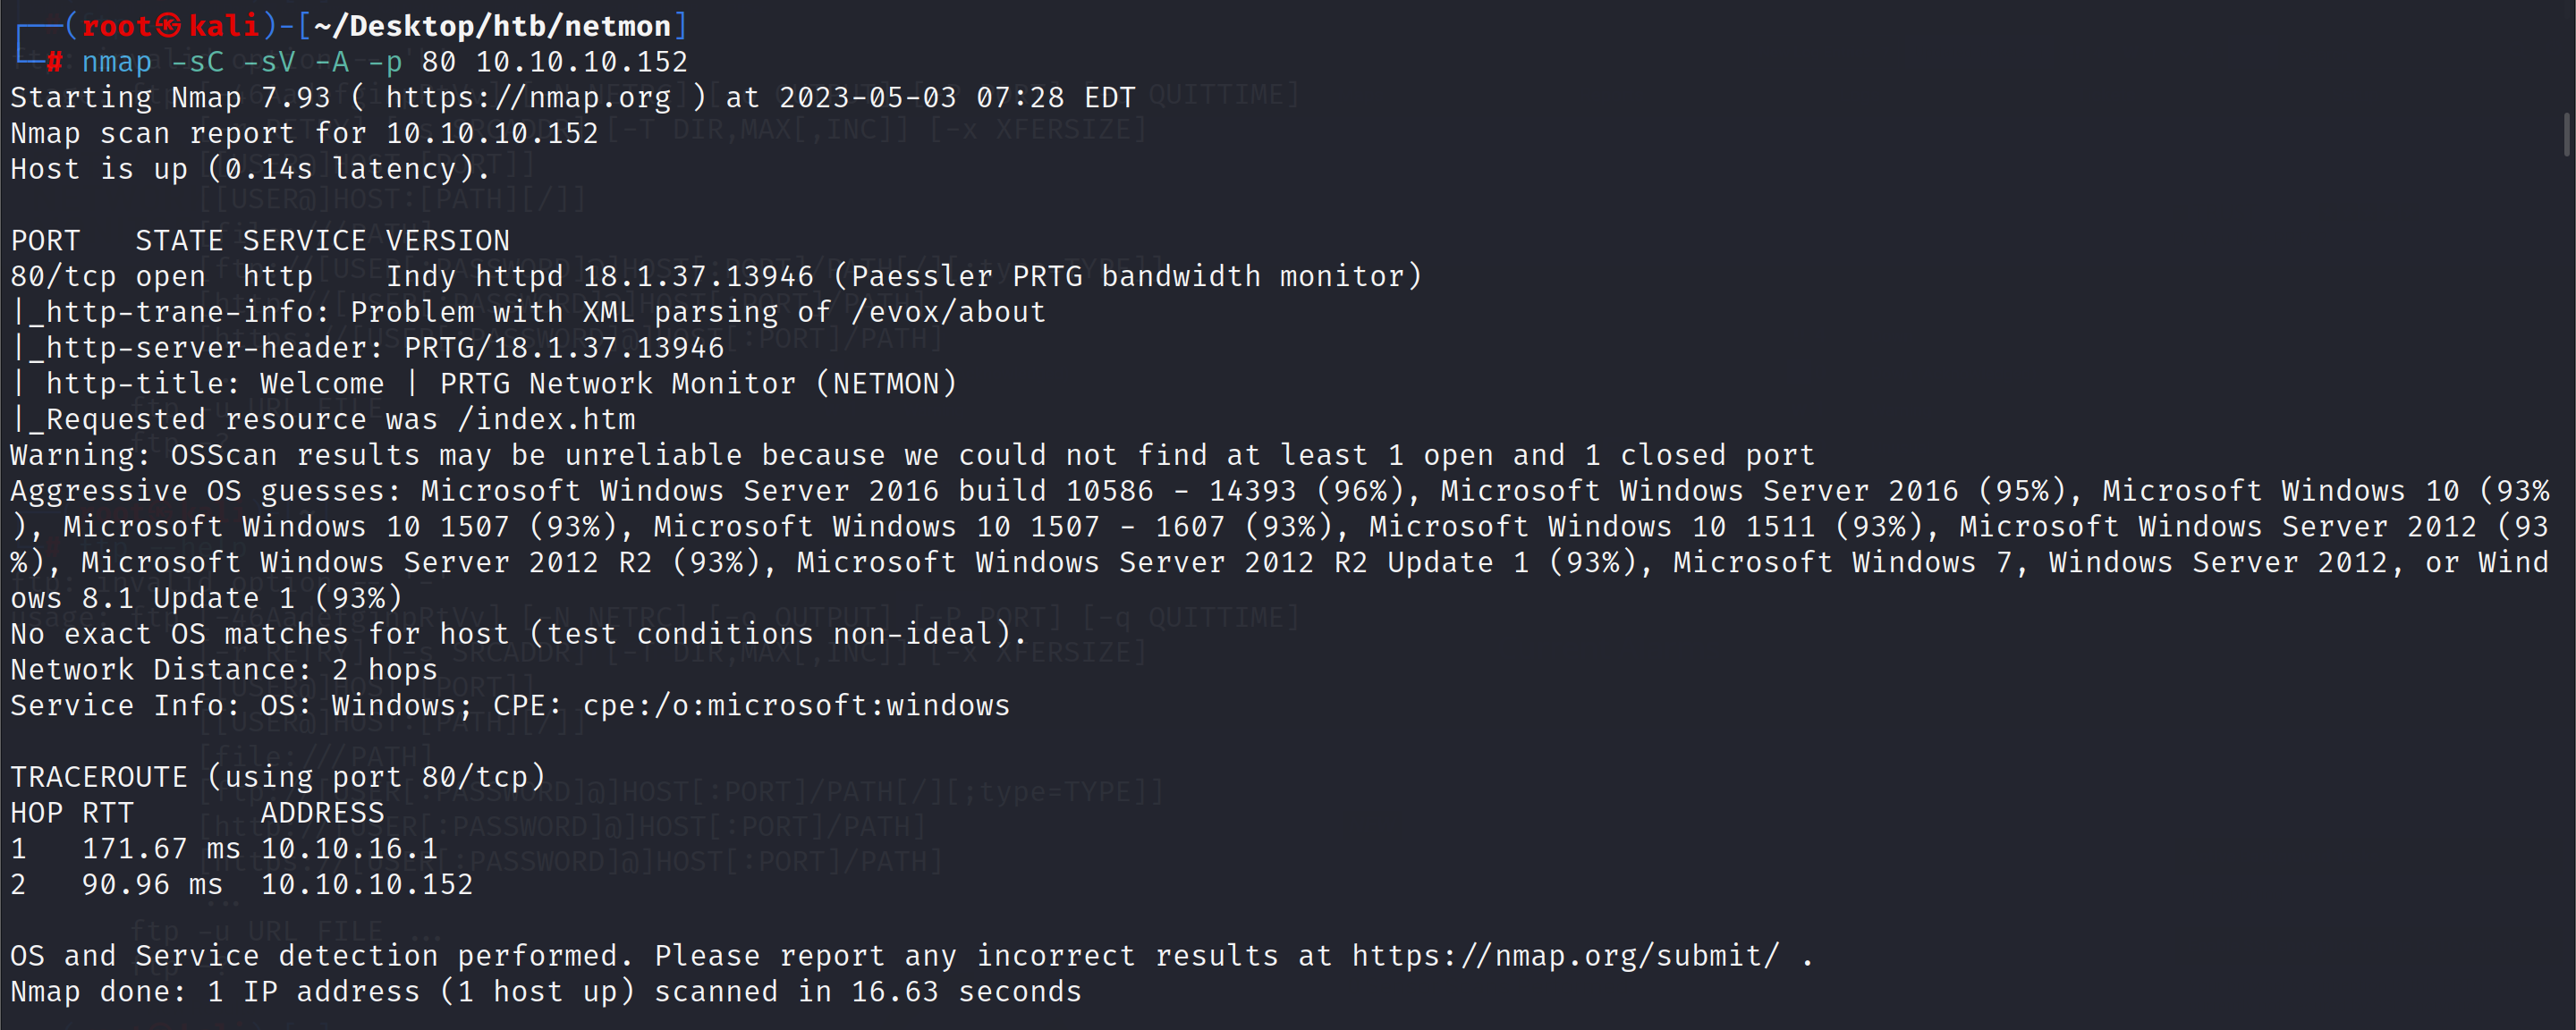 ┌──(root㉿kali)-[~/Desktop/htb/netmon]
└─# nmap -sC -sV -A -p 80 10.10.10.152
Starting Nmap 7.93 ( https://nmap.org ) at 2023-05-03 07:28 EDT
Nmap scan report for 10.10.10.152
Host is up (0.14s latency).

PORT   STATE SERVICE VERSION
80/tcp open  http    Indy httpd 18.1.37.13946 (Paessler PRTG bandwidth monitor)
|_http-trane-info: Problem with XML parsing of /evox/about
|_http-server-header: PRTG/18.1.37.13946
| http-title: Welcome | PRTG Network Monitor (NETMON)
|_Requested resource was /index.htm
Warning: OSScan results may be unreliable because we could not find at least 1 open and 1 closed port
Aggressive OS guesses: Microsoft Windows Server 2016 build 10586 - 14393 (96%), Microsoft Windows Server 2016 (95%), Microsoft Windows 10 (93%
), Microsoft Windows 10 1507 (93%), Microsoft Windows 10 1507 - 1607 (93%), Microsoft Windows 10 1511 (93%), Microsoft Windows Server 2012 (93
%), Microsoft Windows Server 2012 R2 (93%), Microsoft Windows Server 2012 R2 Update 1 (93%), Microsoft Windows 7, Windows Server 2012, or Wind
ows 8.1 Update 1 (93%)
No exact OS matches for host (test conditions non-ideal).
Network Distance: 2 hops
Service Info: OS: Windows; CPE: cpe:/o:microsoft:windows

TRACEROUTE (using port 80/tcp)
HOP RTT       ADDRESS
1   171.67 ms 10.10.16.1
2   90.96 ms  10.10.10.152

OS and Service detection performed. Please report any incorrect results at https://nmap.org/submit/ .
Nmap done: 1 IP address (1 host up) scanned in 16.63 seconds